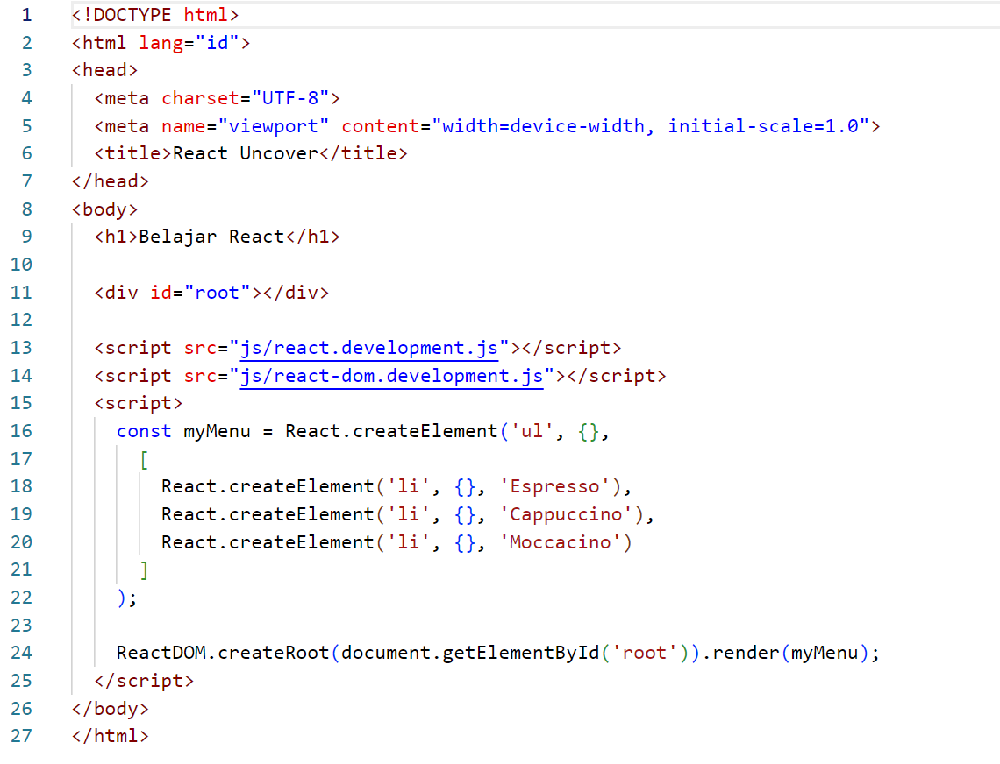 1 <!DOCTYPE html>
2 <html lang="id">
3 <head>
4   <meta charset="UTF-8">
5   <meta name="viewport" content="width=device-width, initial-scale=1.0">
6   <title>React Uncover</title>
7 </head>
8 <body>
9   <h1>Belajar React</h1>
10
11   <div id="root"></div>
12
13   <script src="js/react.development.js"></script>
14   <script src="js/react-dom.development.js"></script>
15   <script>
16     const myMenu = React.createElement('ul', {},
17       [
18         React.createElement('li', {}, 'Espresso'),
19         React.createElement('li', {}, 'Cappuccino'),
20         React.createElement('li', {}, 'Moccacino')
21       ]
22     );
23
24     ReactDOM.createRoot(document.getElementById('root')).render(myMenu);
25   </script>
26 </body>
27 </html>